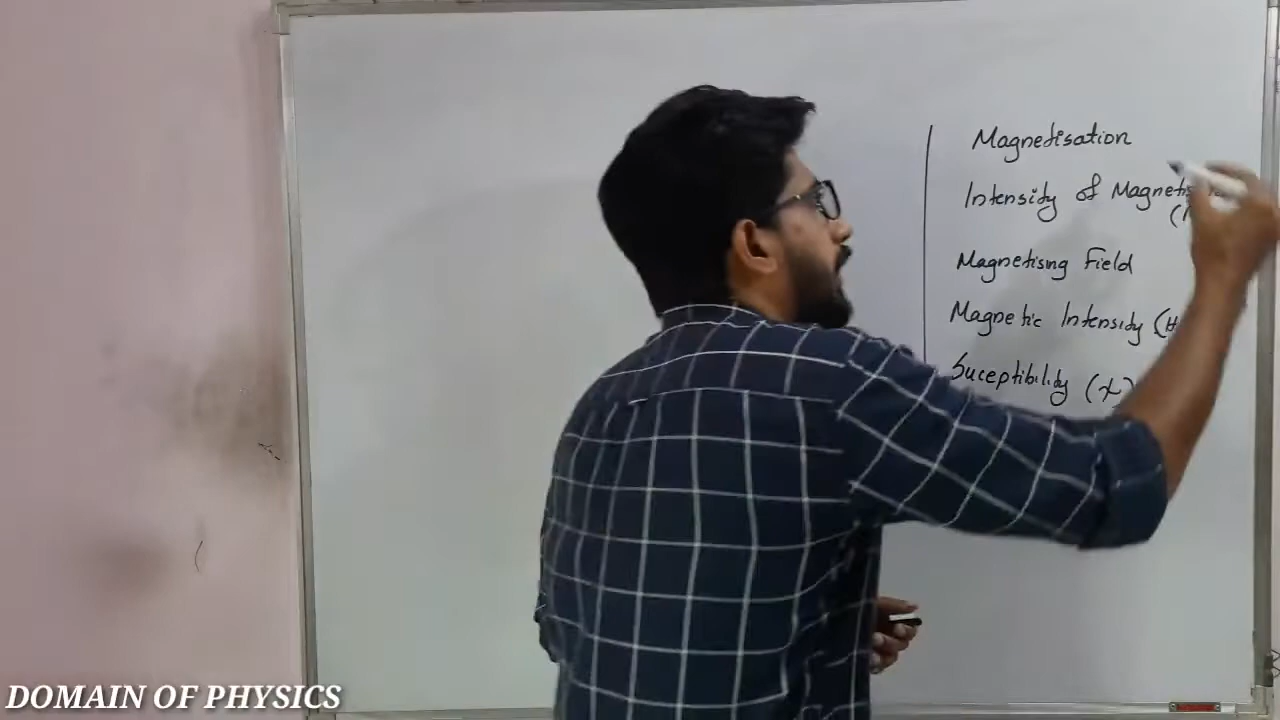 Magnetisation
Intensity of
Magnetising Field
Magnetic Intensity (H
Suceptibility (χ)
DOMAIN OF PHYSICS